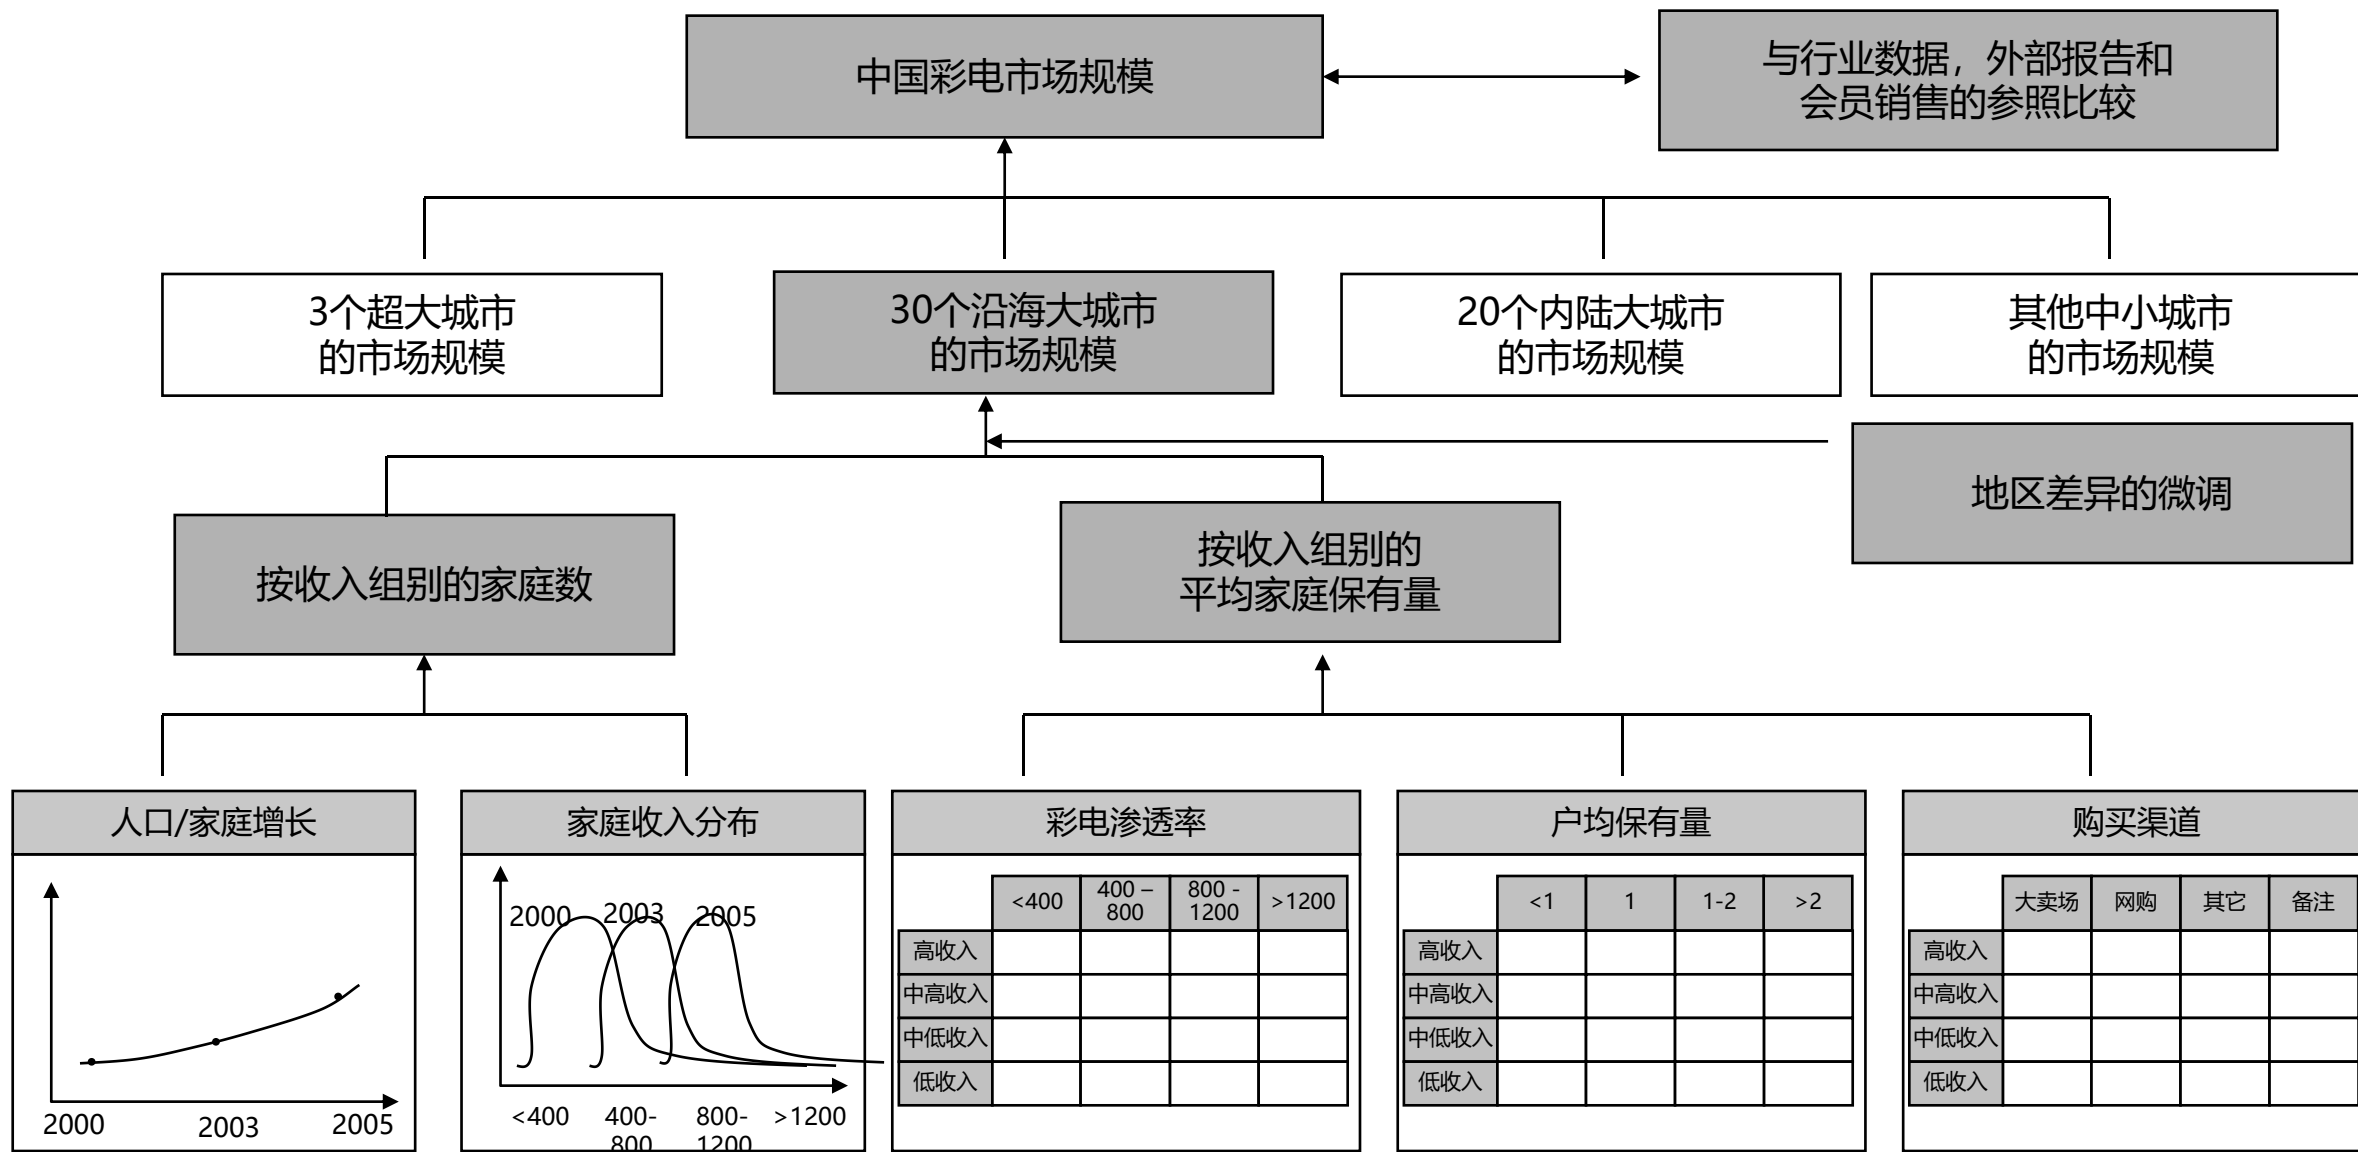 中国彩电市场规模
与行业数据，外部报告和
会员销售的参照比较
3个超大城市
的市场规模
30个沿海大城市
的市场规模
20个内陆大城市
的市场规模
其他中小城市
的市场规模
地区差异的微调
按收入组别的家庭数
按收入组别的
平均家庭保有量
人口/家庭增长
2000
2003
2005
家庭收入分布
2000
2003
2005
<400
400-
800
800-
1200
>1200
彩电渗透率
<400
400 –
800
800 -
1200
>1200
高收入
中高收入
中低收入
低收入
户均保有量
<1
1
1-2
>2
高收入
中高收入
中低收入
低收入
购买渠道
大卖场
网购
其它
备注
高收入
中高收入
中低收入
低收入